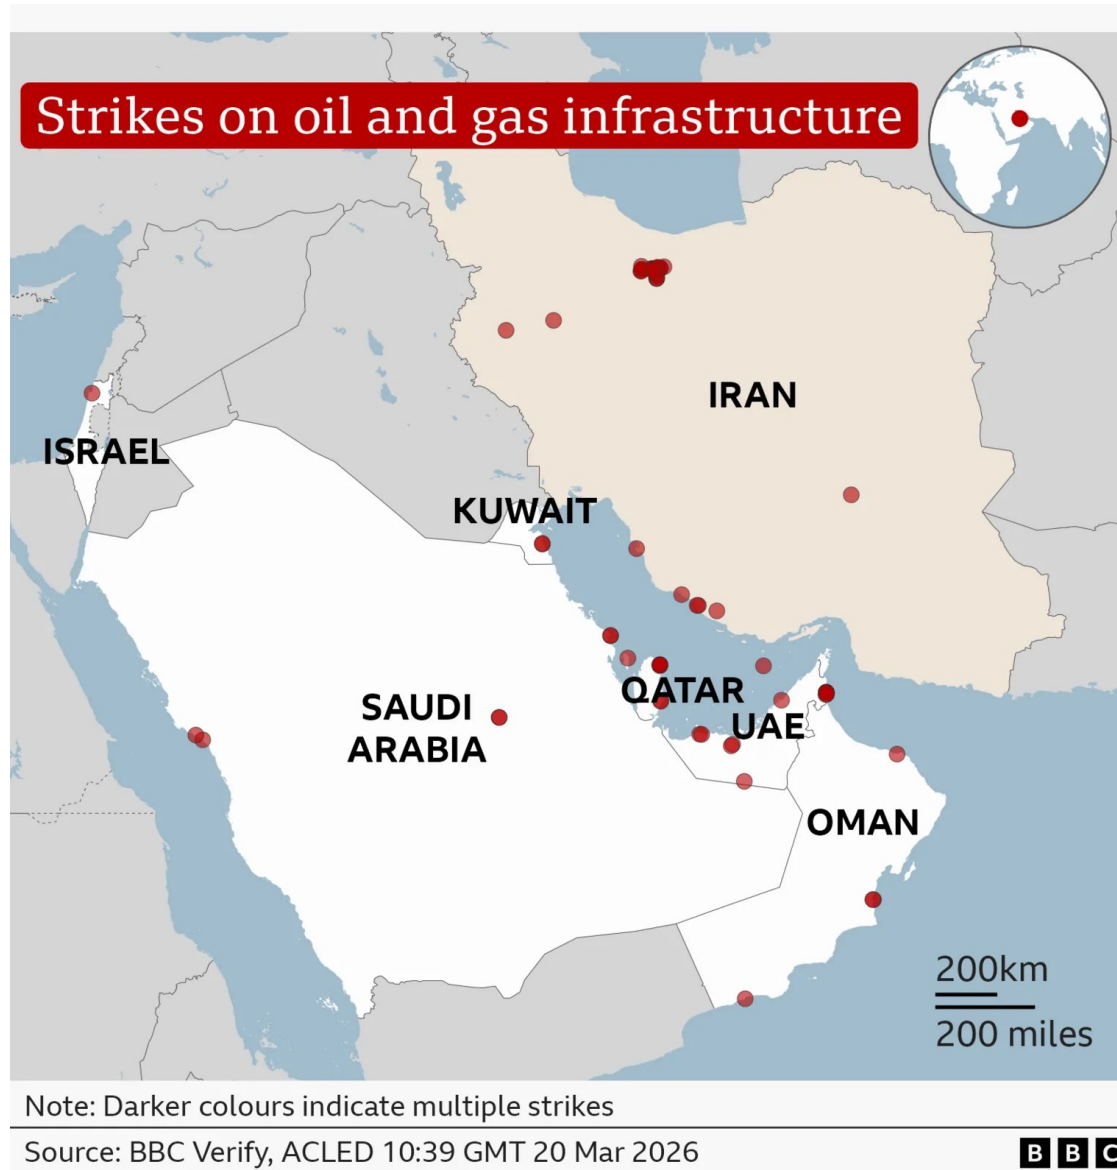 Strikes on oil and gas infrastructure
IRAN
ISRAEL
KUWAIT
QATAR
SAUDI
ARABIA
UAE
OMAN
200km
200 miles
Note: Darker colours indicate multiple strikes
Source: BBC Verify, ACLED 10:39 GMT 20 Mar 2026
BBC